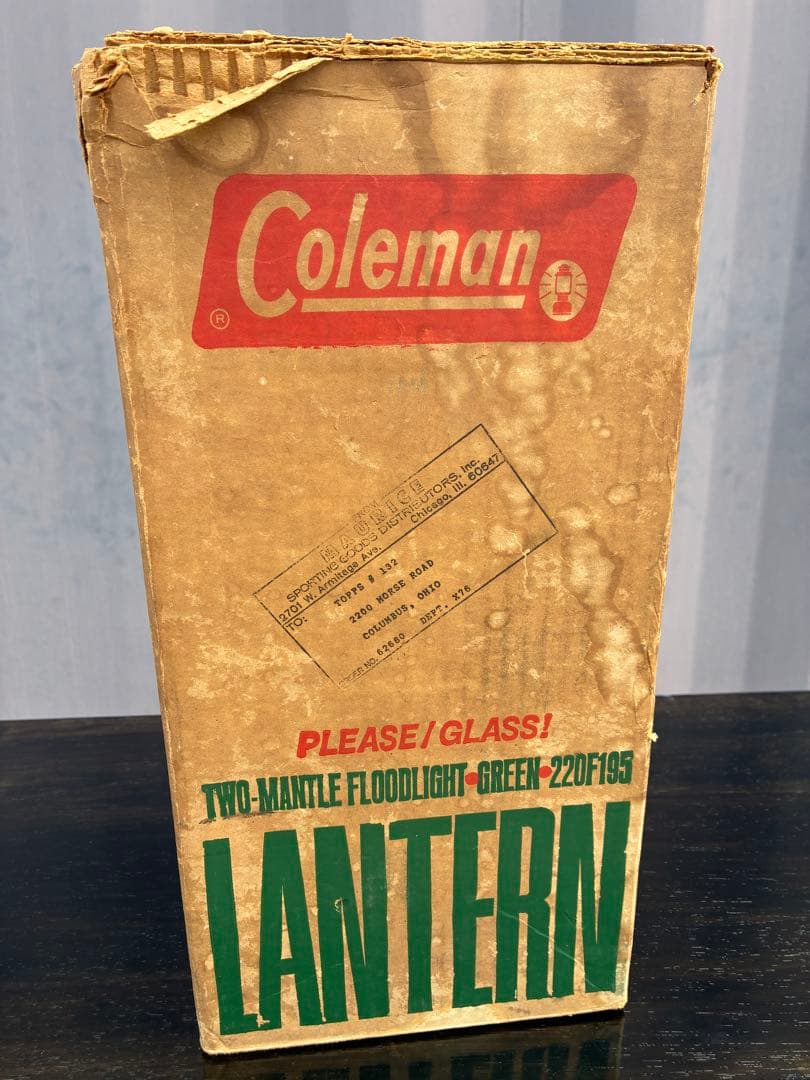 Coleman
®
FROM
MAURICE
SPORTING GOODS DISTRIBUTORS, Inc.
2701 W. Armitage Ave. Chicago, Ill. 60647
TO:
TOPPS # 132
2200 MORSE ROAD
COLUMBUS, OHIO
ORDER NO. 62680 DEPT. X76
PLEASE/GLASS!
TWO-MANTLE FLOODLIGHT•GREEN•220F195
LANTERN